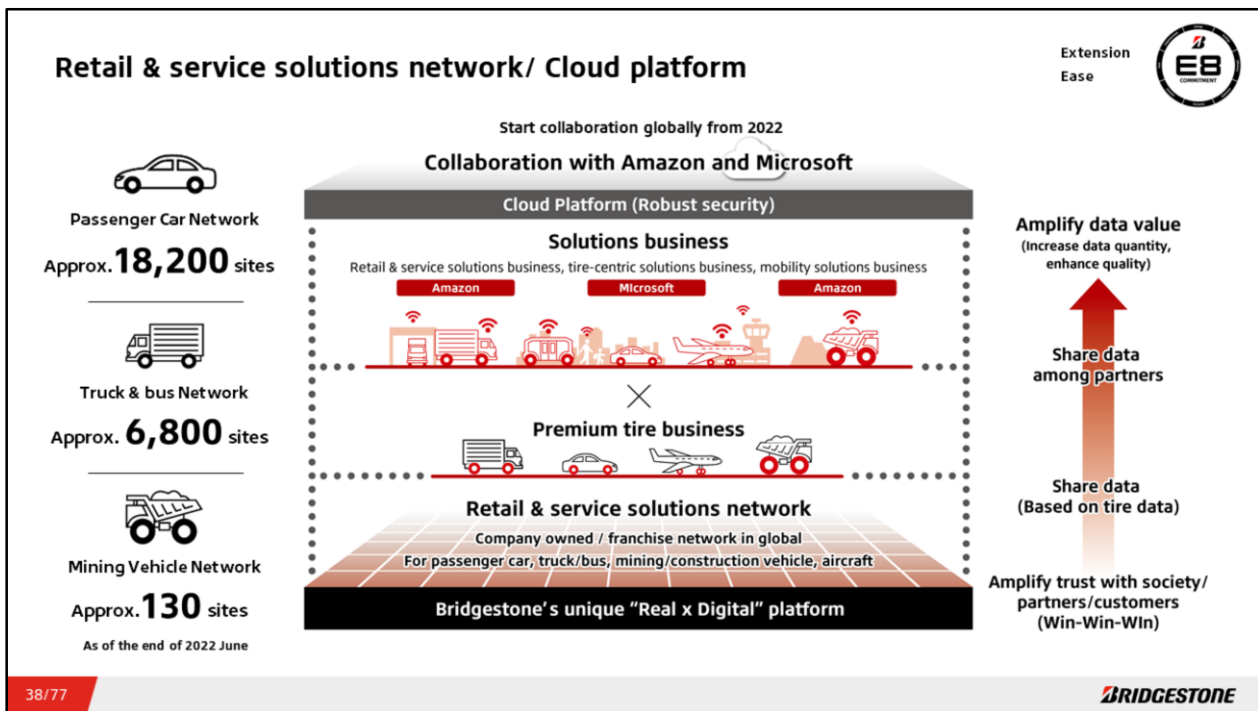 Retail & service solutions network/ Cloud platform
Extension
Ease
E8
COMMITMENT
Passenger Car Network
Approx.18,200 sites
Truck & bus Network
Approx. 6,800 sites
Mining Vehicle Network
Approx.130 sites
As of the end of 2022 June
Start collaboration globally from 2022
Collaboration with Amazon and Microsoft
Cloud Platform (Robust security)
Solutions business
Retail & service solutions business, tire-centric solutions business, mobility solutions business
Amazon
MIcrosoft
Amazon
Premium tire business
Retail & service solutions network
Company owned / franchise network in global
For passenger car, truck/bus, mining/construction vehicle, aircraft
Bridgestone's unique “Real x Digital” platform
Amplify data value
(Increase data quantity,
enhance quality)
Share data
among partners
Share data
(Based on tire data)
Amplify trust with society/
partners/customers
(Win-Win-WIn)
38/77
BRIDGESTONE